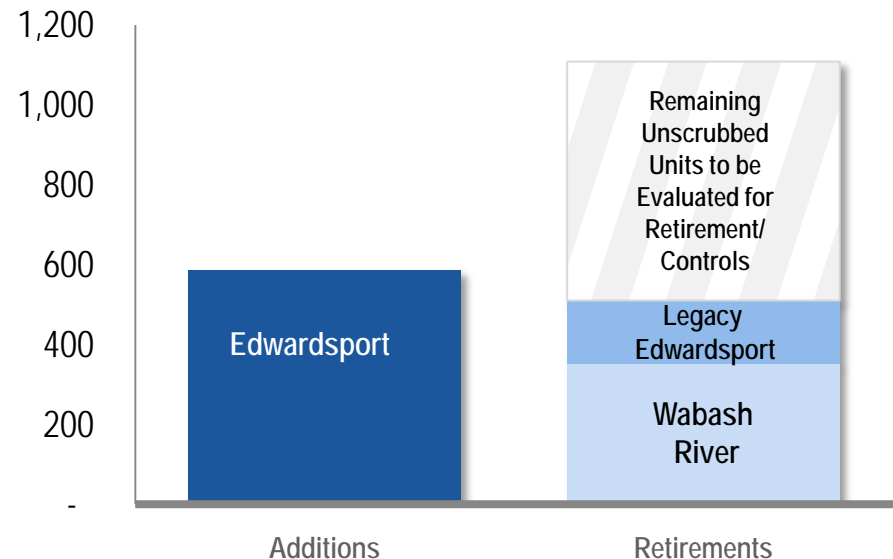 1,200
1,000
800
600
400
200
-
Edwardsport
Remaining
Unscrubbed
Units to be
Evaluated for
Retirement/
Controls
Legacy
Edwardsport
Wabash
River
Additions
Retirements